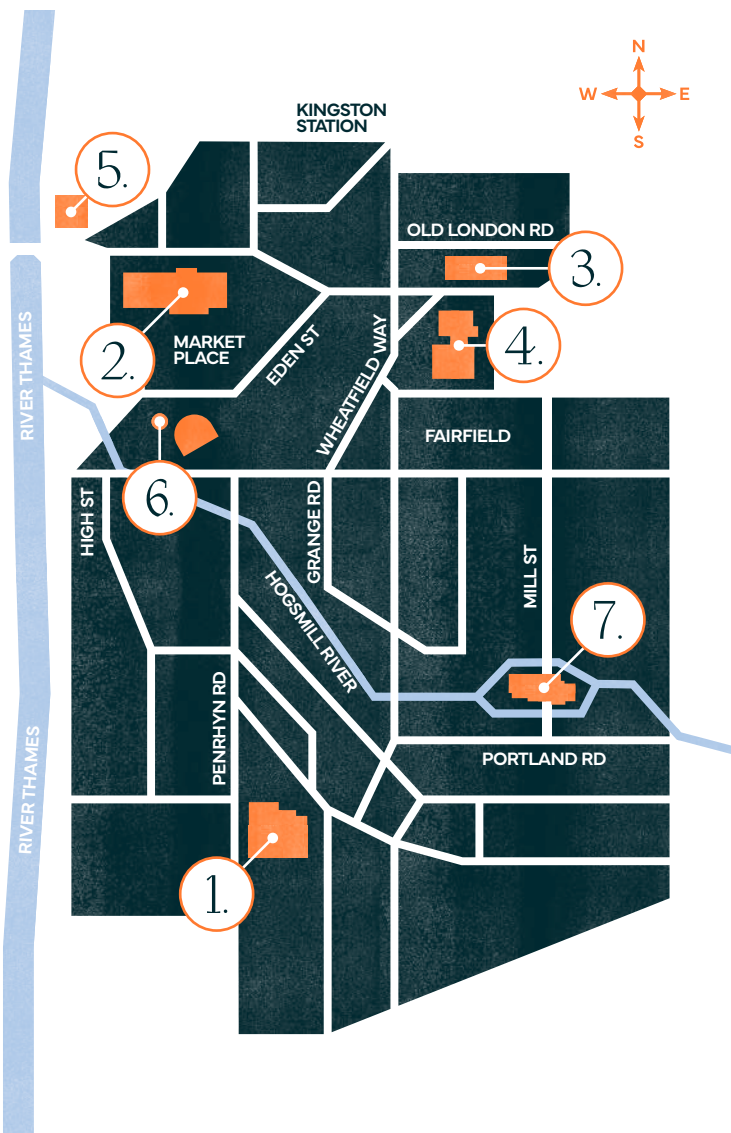 N
W E
S
KINGSTON
STATION
5.
OLD LONDON RD
3.
RIVER THAMES
MARKET
PLACE
2.
EDEN ST
WHEATFIELD WAY
4.
FAIRFIELD
6.
HIGH ST
GRANGE RD
MILL ST
HOGSMILL RIVER
7.
PENRHYN RD
RIVER THAMES
PORTLAND RD
1.